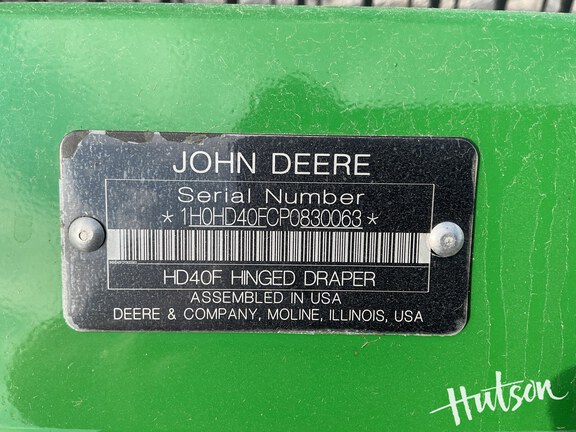 JOHN DEERE
Serial Number
*1H0HD40FCP0830063*
HD40F HINGED DRAPER
ASSEMBLED IN USA
DEERE & COMPANY, MOLINE, ILLINOIS, USA
Hutson